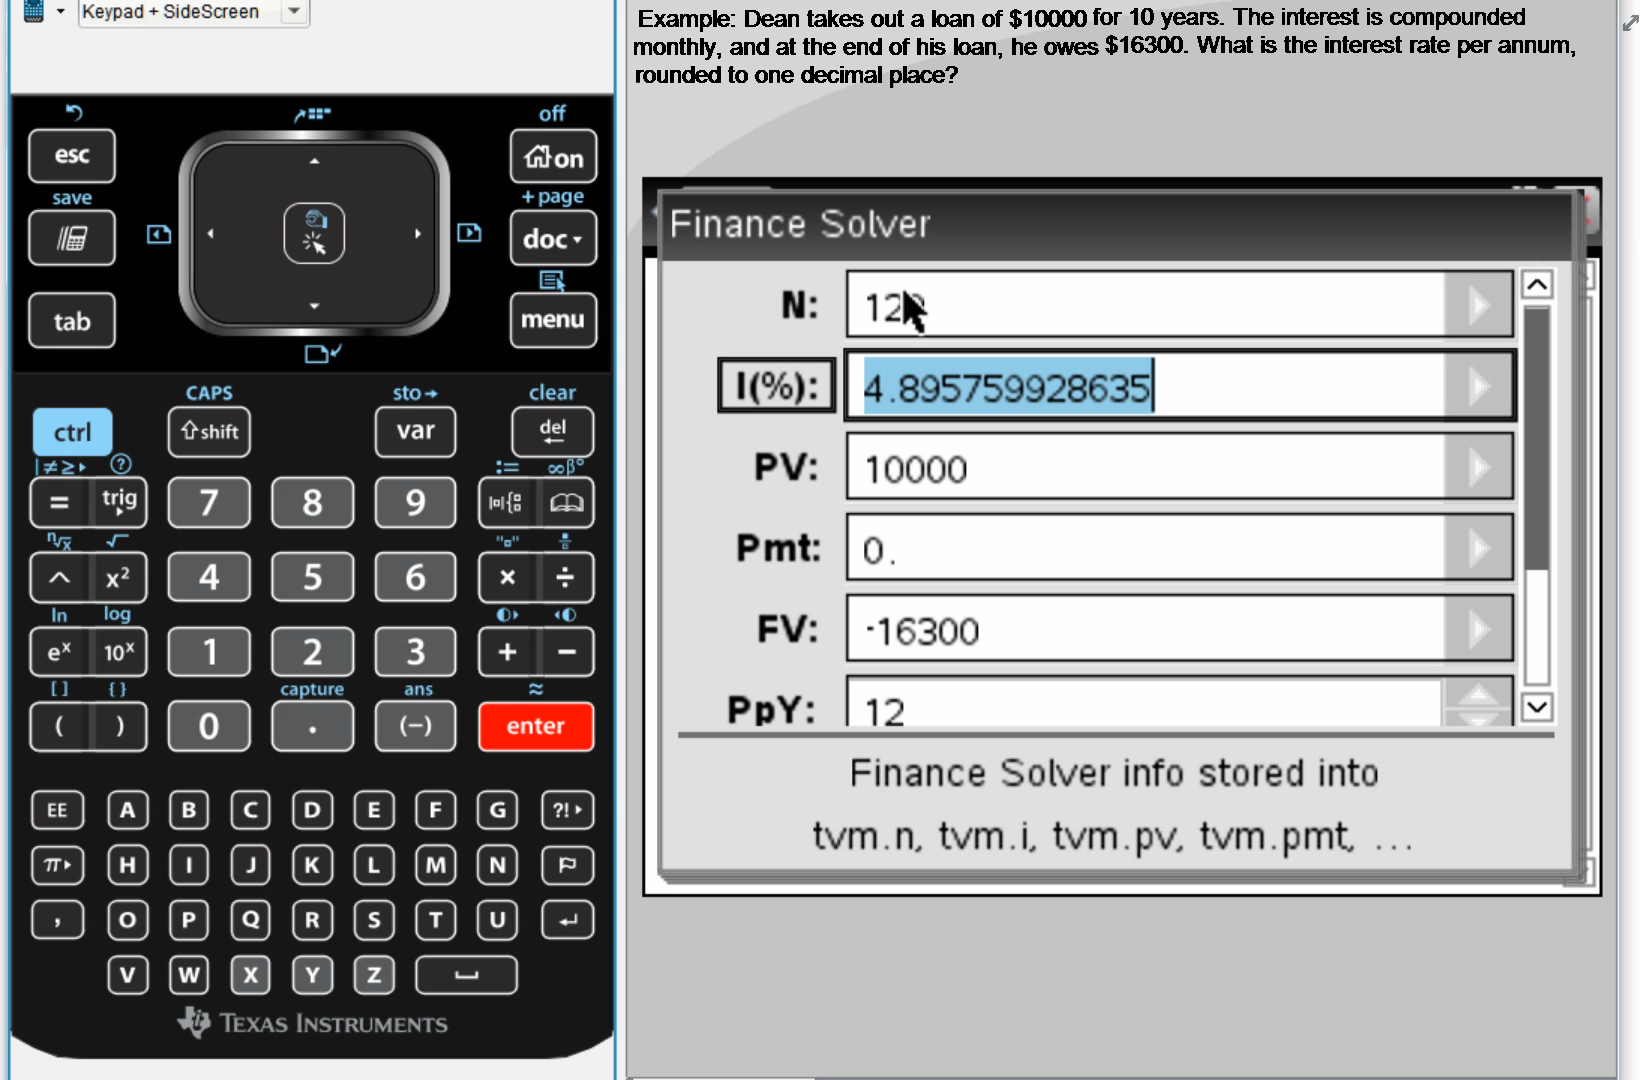 Keypad + SideScreen
Example: Dean takes out a loan of $10000 for 10 years. The interest is compounded
monthly, and at the end of his loan, he owes $16300. What is the interest rate per annum,
rounded to one decimal place?
off
esc
on
save
+ page
doc
tab
menu
CAPS
sto→
clear
ctrl
⇧shift
var
del
|≠≥▸
?
:=
∞β°
=
trig
7
8
9
|□|{
ⁿ√x
√
"▫"
^
x²
4
5
6
×
÷
ln
log
eˣ
10ˣ
1
2
3
+
−
[ ]
{ }
capture
ans
≈
(
)
0
.
(−)
enter
EE
A
B
C
D
E
F
G
?!▸
π▸
H
I
J
K
L
M
N
,
O
P
Q
R
S
T
U
V
W
X
Y
Z
TEXAS INSTRUMENTS
Finance Solver
N:
I(%): 4.895759928635
PV: 10000
Pmt: 0.
FV: -16300
PpY: 12
Finance Solver info stored into
tvm.n, tvm.i, tvm.pv, tvm.pmt, ...